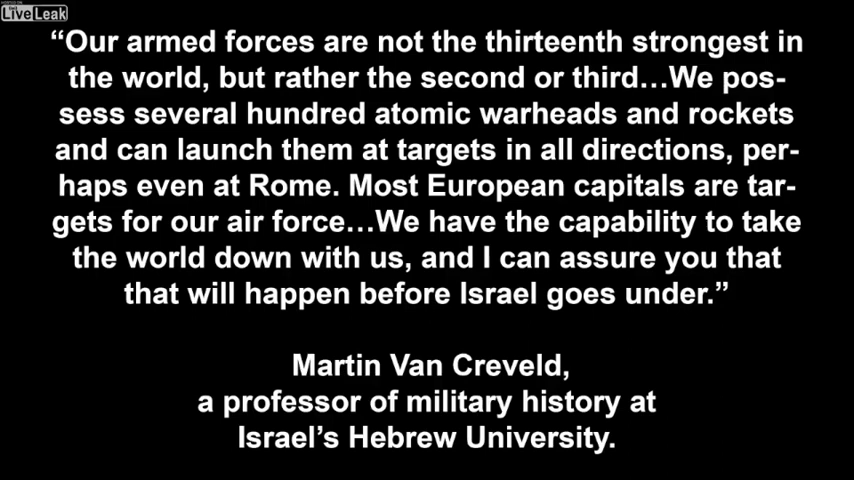 HOSTED ON
LiveLeak
“Our armed forces are not the thirteenth strongest in
the world, but rather the second or third…We pos-
sess several hundred atomic warheads and rockets
and can launch them at targets in all directions, per-
haps even at Rome. Most European capitals are tar-
gets for our air force…We have the capability to take
the world down with us, and I can assure you that
that will happen before Israel goes under.”
Martin Van Creveld,
a professor of military history at
Israel’s Hebrew University.